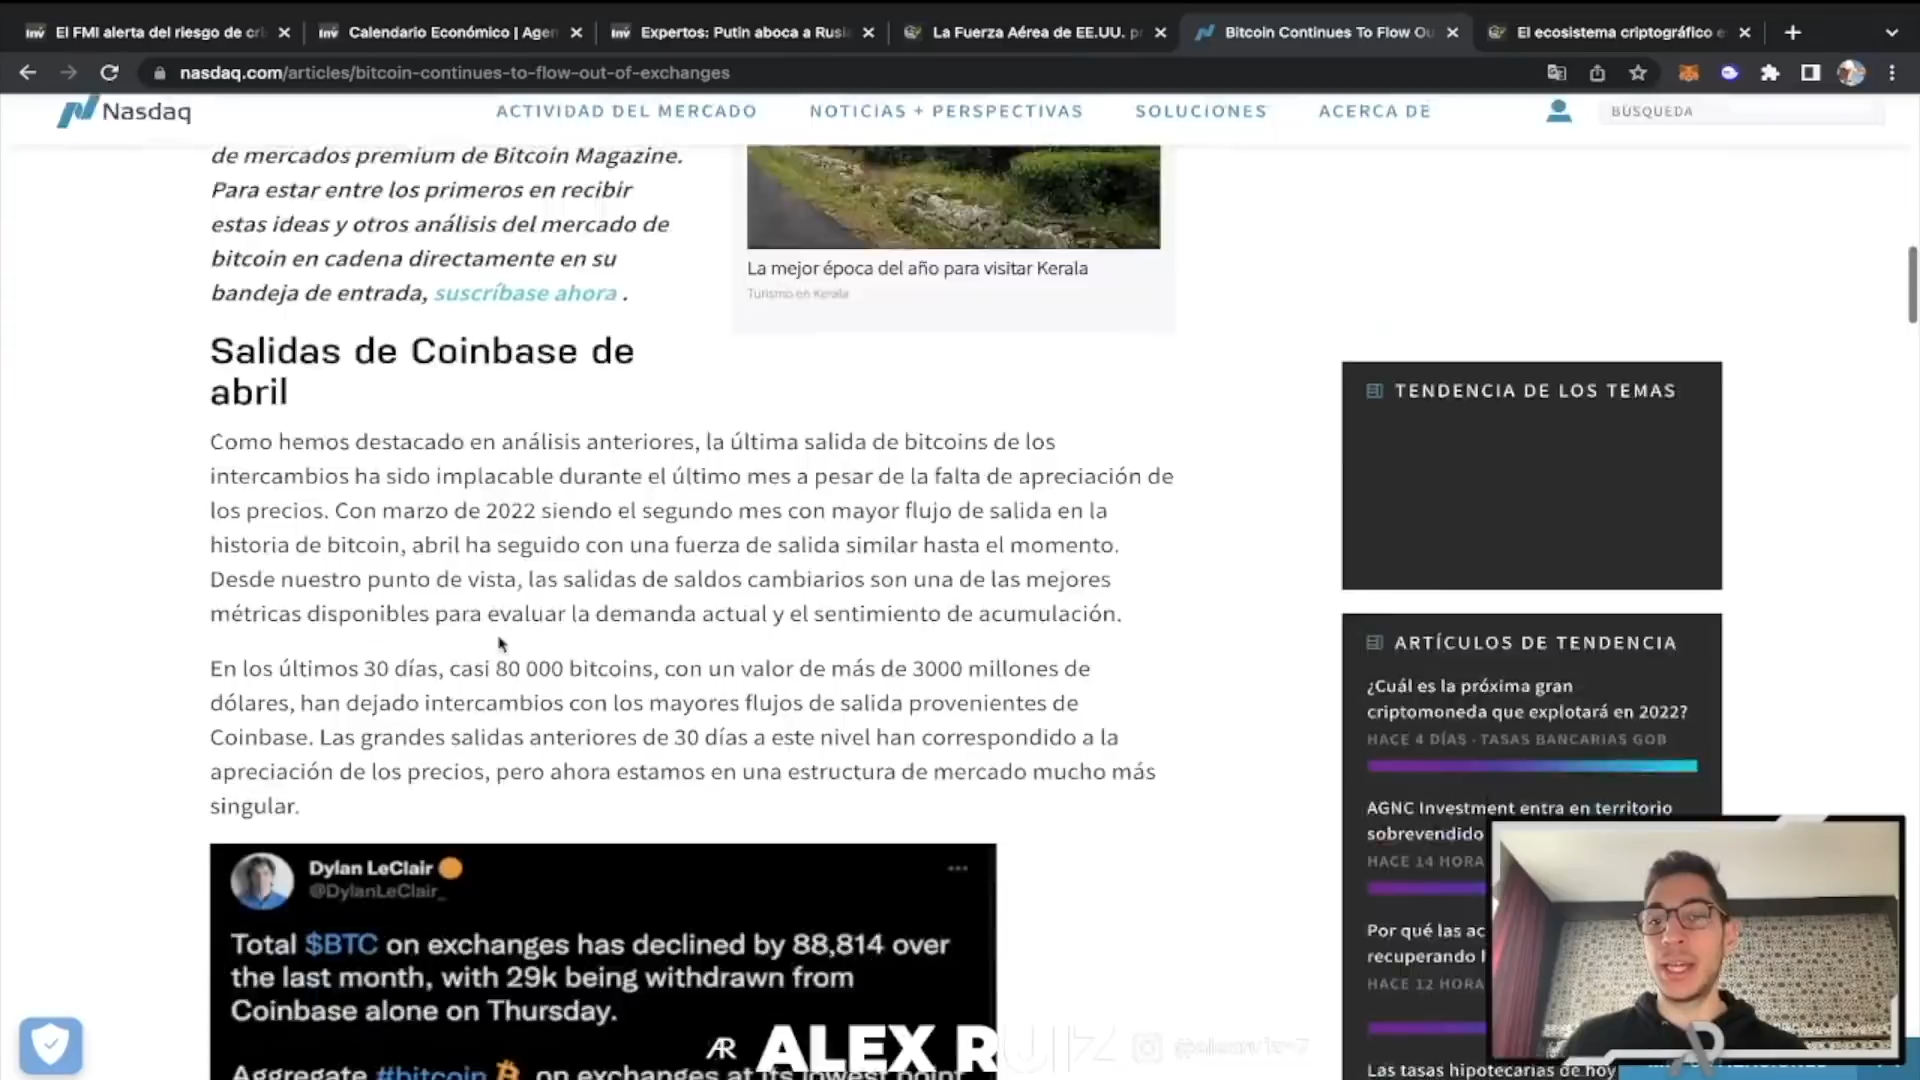 El FMI alerta del riesgo de cri
Calendario Económico | Agen
Expertos: Putin aboca a Rusi
La Fuerza Aérea de EE.UU. pr
Bitcoin Continues To Flow Ou
El ecosistema criptográfico e
nasdaq.com/articles/bitcoin-continues-to-flow-out-of-exchanges
Nasdaq
ACTIVIDAD DEL MERCADO
NOTICIAS + PERSPECTIVAS
SOLUCIONES
ACERCA DE
BÚSQUEDA
de mercados premium de Bitcoin Magazine.
Para estar entre los primeros en recibir
estas ideas y otros análisis del mercado de
bitcoin en cadena directamente en su
bandeja de entrada, suscríbase ahora .
La mejor época del año para visitar Kerala
Turismo en Kerala
Salidas de Coinbase de
abril
Como hemos destacado en análisis anteriores, la última salida de bitcoins de los
intercambios ha sido implacable durante el último mes a pesar de la falta de apreciación de
los precios. Con marzo de 2022 siendo el segundo mes con mayor flujo de salida en la
historia de bitcoin, abril ha seguido con una fuerza de salida similar hasta el momento.
Desde nuestro punto de vista, las salidas de saldos cambiarios son una de las mejores
métricas disponibles para evaluar la demanda actual y el sentimiento de acumulación.
En los últimos 30 días, casi 80 000 bitcoins, con un valor de más de 3000 millones de
dólares, han dejado intercambios con los mayores flujos de salida provenientes de
Coinbase. Las grandes salidas anteriores de 30 días a este nivel han correspondido a la
apreciación de los precios, pero ahora estamos en una estructura de mercado mucho más
singular.
Dylan LeClair
@DylanLeClair_
Total $BTC on exchanges has declined by 88,814 over
the last month, with 29k being withdrawn from
Coinbase alone on Thursday.
Aggregate #bitcoin on exchanges at its lowest point
TENDENCIA DE LOS TEMAS
ARTÍCULOS DE TENDENCIA
¿Cuál es la próxima gran
criptomoneda que explotará en 2022?
HACE 4 DÍAS · TASAS BANCARIAS GOB
AGNC Investment entra en territorio
sobrevendido
HACE 14 HORA
Por qué las ac
recuperando
HACE 12 HORA
Las tasas hipotecarias de hoy
AR ALEX RUIZ